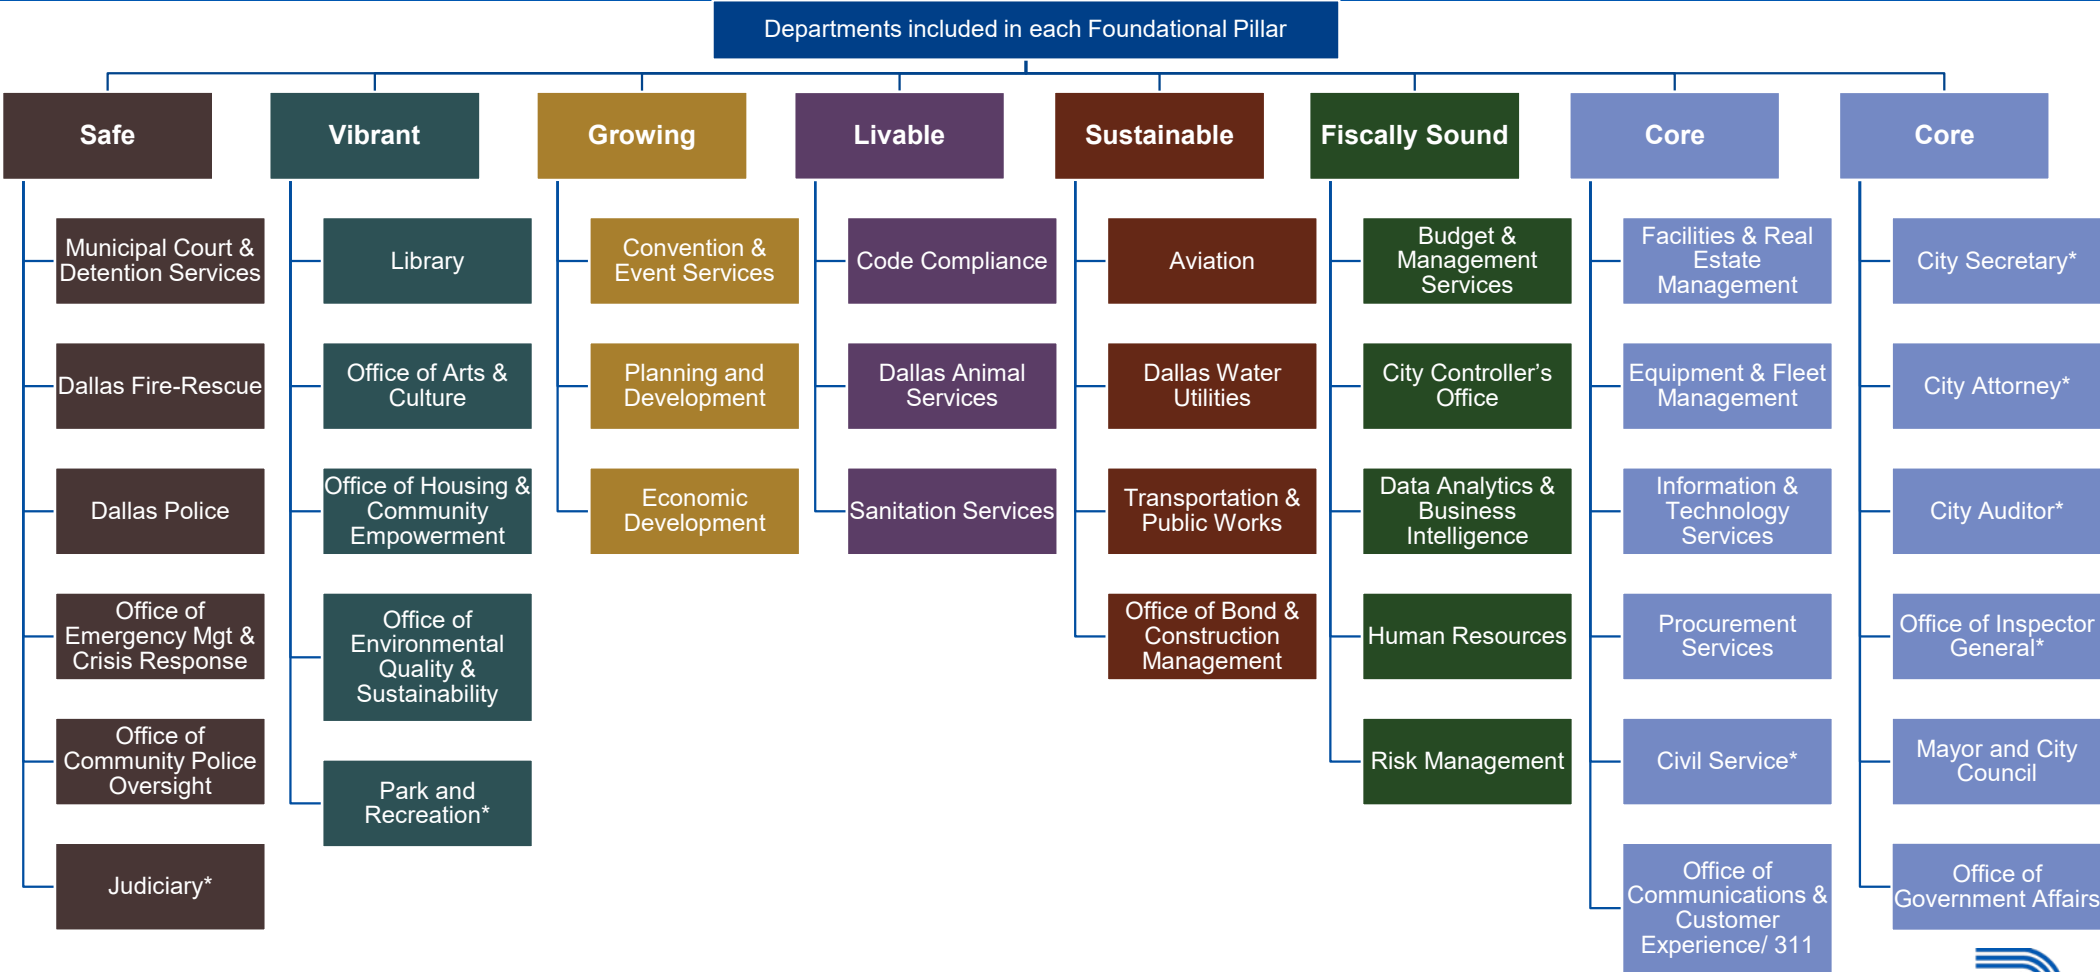 Departments included in each Foundational Pillar
Safe
Municipal Court &
Detention Services
Dallas Fire-Rescue
Dallas Police
Office of
Emergency Mgt &
Crisis Response
Office of
Community Police
Oversight
Judiciary*
Vibrant
Library
Office of Arts &
Culture
Office of Housing &
Community
Empowerment
Office of
Environmental
Quality &
Sustainability
Park and
Recreation*
Growing
Convention &
Event Services
Planning and
Development
Economic
Development
Livable
Code Compliance
Dallas Animal
Services
Sanitation Services
Sustainable
Aviation
Dallas Water
Utilities
Transportation &
Public Works
Office of Bond &
Construction
Management
Fiscally Sound
Budget &
Management
Services
City Controller’s
Office
Data Analytics &
Business
Intelligence
Human Resources
Risk Management
Core
Facilities & Real
Estate
Management
Equipment & Fleet
Management
Information &
Technology
Services
Procurement
Services
Civil Service*
Office of
Communications &
Customer
Experience/ 311
Core
City Secretary*
City Attorney*
City Auditor*
Office of Inspector
General*
Mayor and City
Council
Office of
Government Affairs